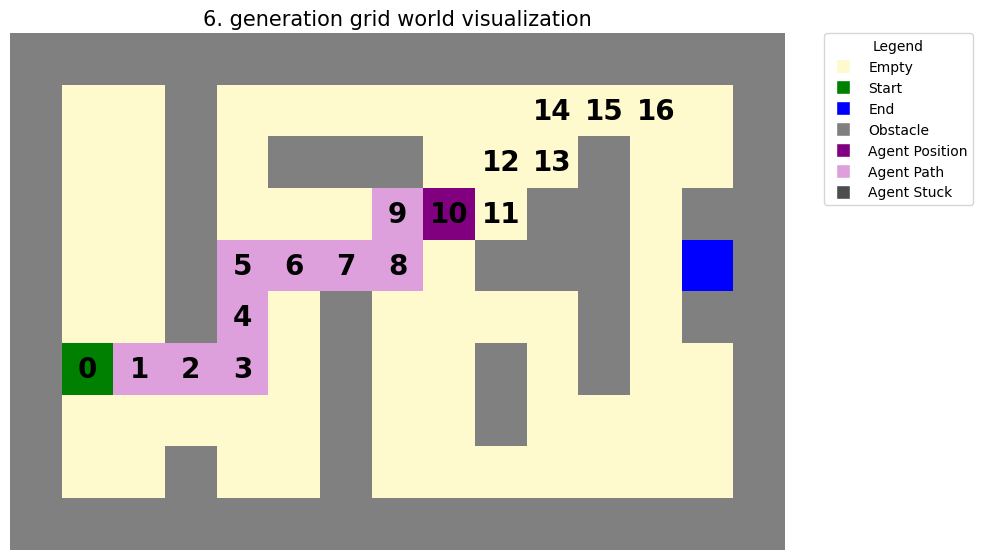 6. generation grid world visualization
Legend
Empty
Start
End
Obstacle
Agent Position
Agent Path
Agent Stuck
14 15 16
12 13
9 10 11
5 6 7 8
4
0 1 2 3